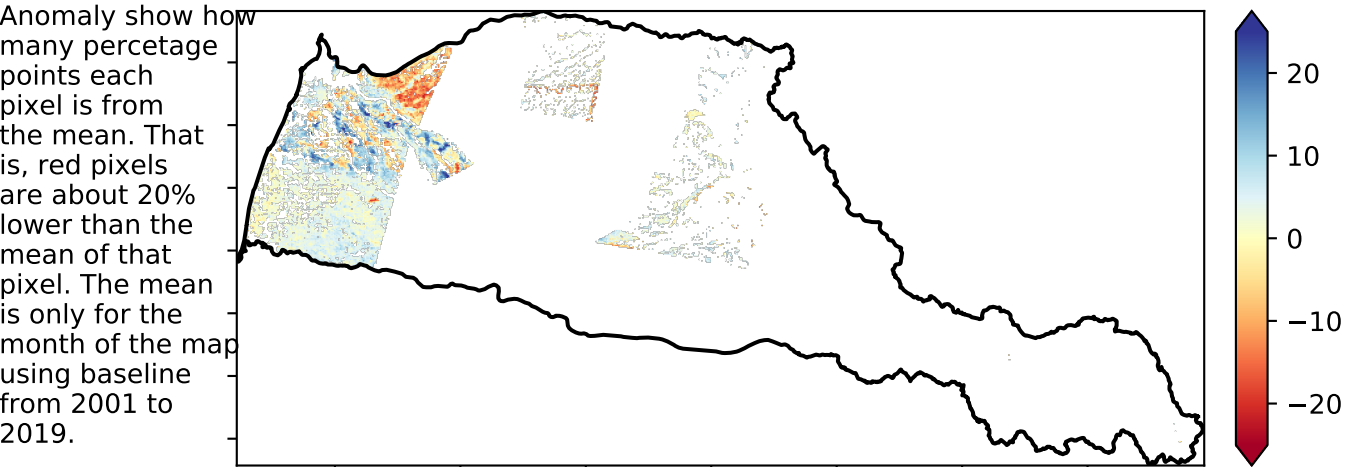 Anomaly show how
many percetage
points each
pixel is from
the mean. That
is, red pixels
are about 20%
lower than the
mean of that
pixel. The mean
is only for the
month of the map
using baseline
from 2001 to
2019.
20
10
0
−10
−20